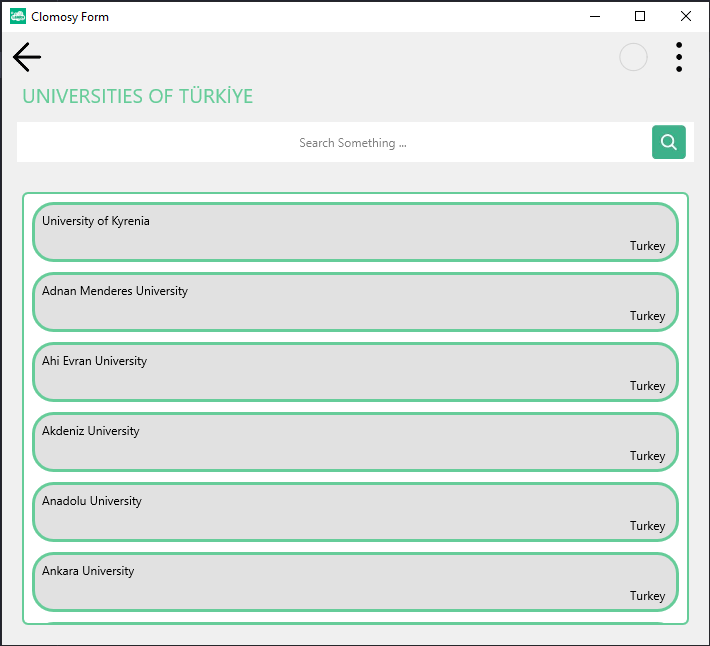 Clomosy Form
UNIVERSITIES OF TÜRKİYE
Search Something ...
University of Kyrenia
Turkey
Adnan Menderes University
Turkey
Ahi Evran University
Turkey
Akdeniz University
Turkey
Anadolu University
Turkey
Ankara University
Turkey